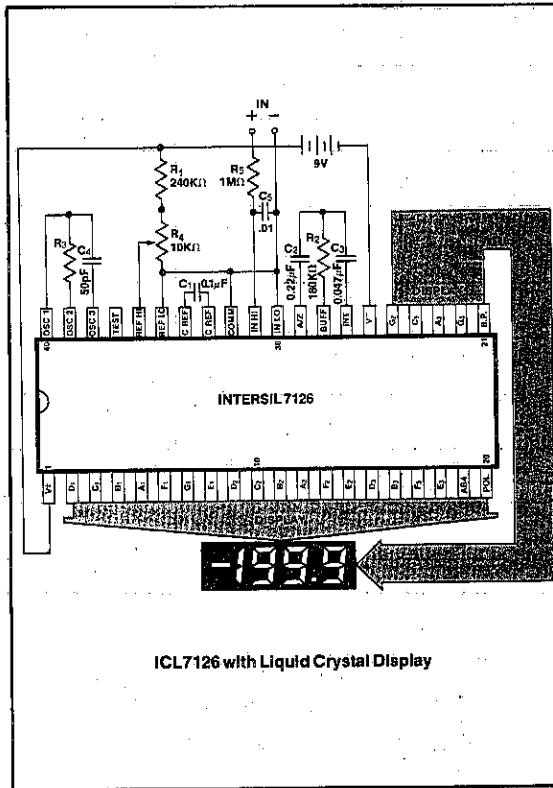 IN
+ −
9V
R₁
240KΩ
R₅
1MΩ
C₅
.01
R₃
C₄
50pF
R₄
10KΩ
C₁ 0.1µF
C₂
0.22µF
R₂
180KΩ
C₃
0.047µF
DISPLAY
OSC 1
OSC 2
OSC 3
TEST
REF HI
REF LO
C REF
C REF
COMM
IN HI
IN LO
A/Z
BUFF
INT
V−
G₂
C₃
A₃
G₃
B.P.
40
30
21
INTERSIL 7126
1
10
20
V+
D₁
C₁
B₁
A₁
F₁
G₁
E₁
D₂
C₂
B₂
A₂
F₂
E₂
D₃
B₃
F₃
E₃
AB4
POL
DISPLAY
-199.9
ICL7126 with Liquid Crystal Display